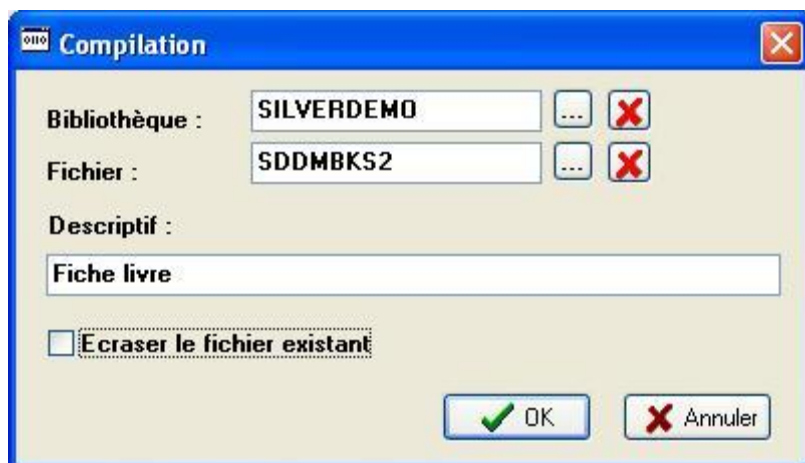 Compilation
Bibliothèque : SILVERDEMO ...
Fichier : SDDMBKS2 ...
Descriptif :
Fiche livre
Ecraser le fichier existant
OK Annuler